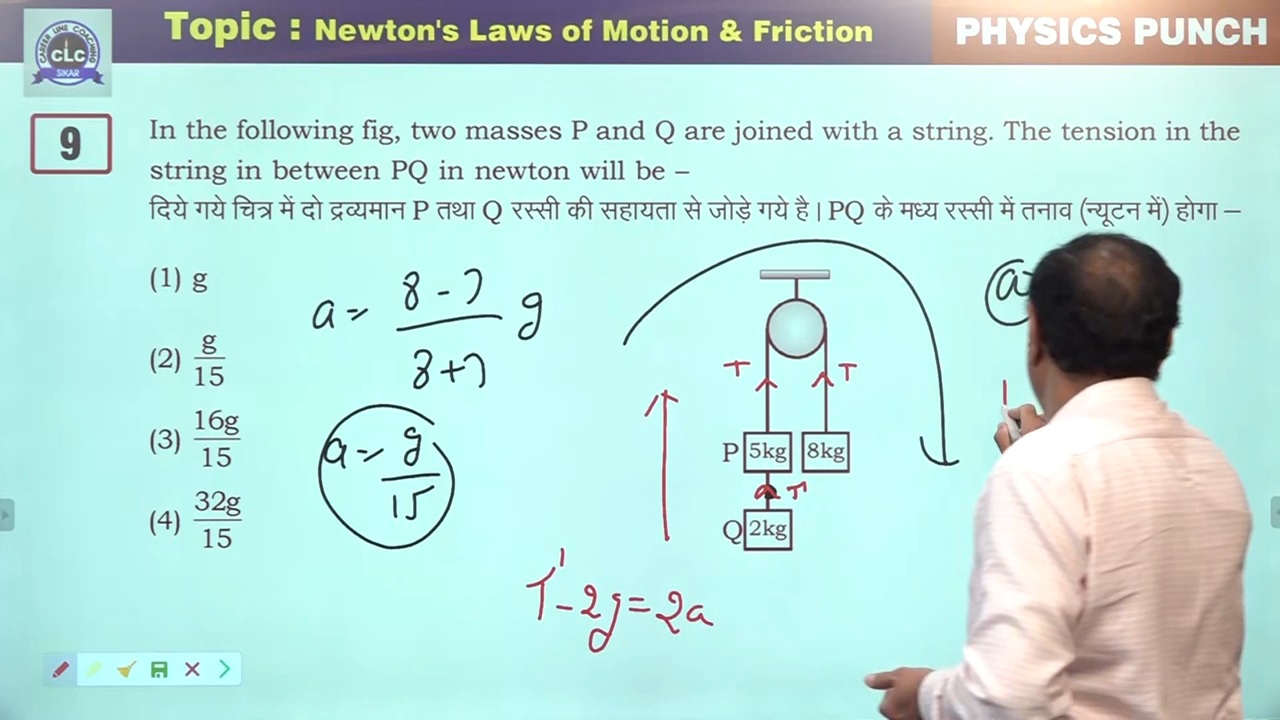 Topic : Newton's Laws of Motion & Friction
PHYSICS PUNCH
CAREER LINE COACHING
CLC
SIKAR
9
In the following fig, two masses P and Q are joined with a string. The tension in the
string in between PQ in newton will be –
दिये गये चित्र में दो द्रव्यमान P तथा Q रस्सी की सहायता से जोड़े गये है। PQ के मध्य रस्सी में तनाव (न्यूटन में) होगा –
(1) g
(2) g/15
(3) 16g/15
(4) 32g/15
a = 8-7/8+7 g
a = g/15
T T
P 5kg 8kg
T'
Q 2kg
T' - 2g = 2a
a